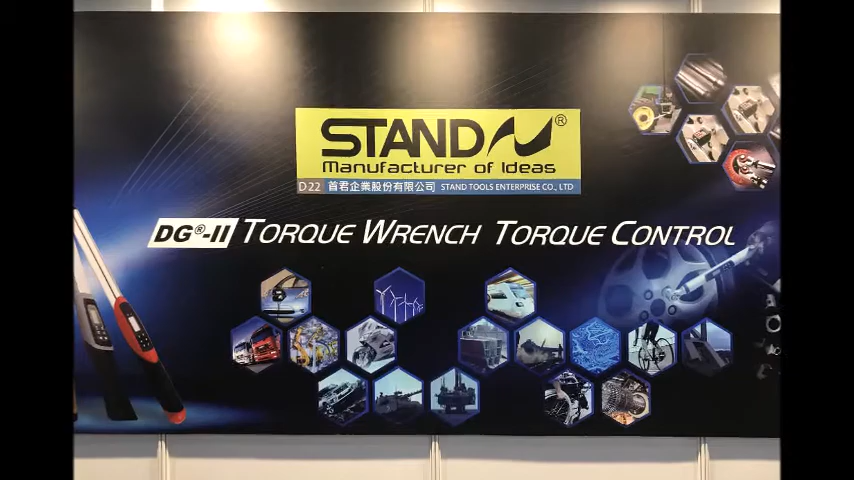 STAND®
Manufacturer of Ideas
D22 首君企業股份有限公司 STAND TOOLS ENTERPRISE CO., LTD
DG®-II TORQUE WRENCH TORQUE CONTROL